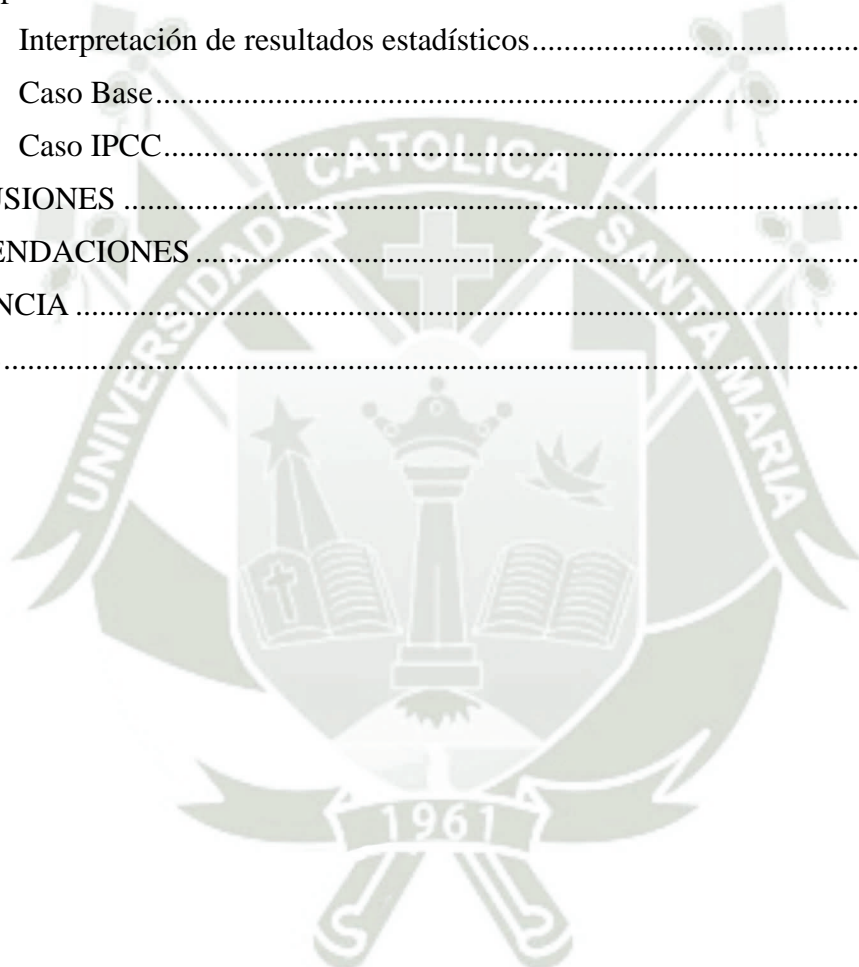 Interpretación de resultados estadísticos................................................
Caso Base................................................
Caso IPCC................................................
USIONES ................................................
ENDACIONES ................................................
NCIA ................................................
................................................
UNIVERSIDAD CATOLICA SANTA MARIA
1961